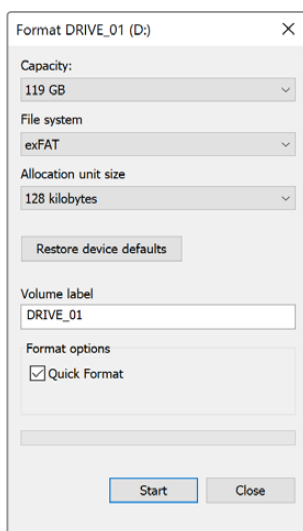 Format DRIVE_01 (D:)
Capacity:
119 GB
File system
exFAT
Allocation unit size
128 kilobytes
Restore device defaults
Volume label
DRIVE_01
Format options
Quick Format
Start Close